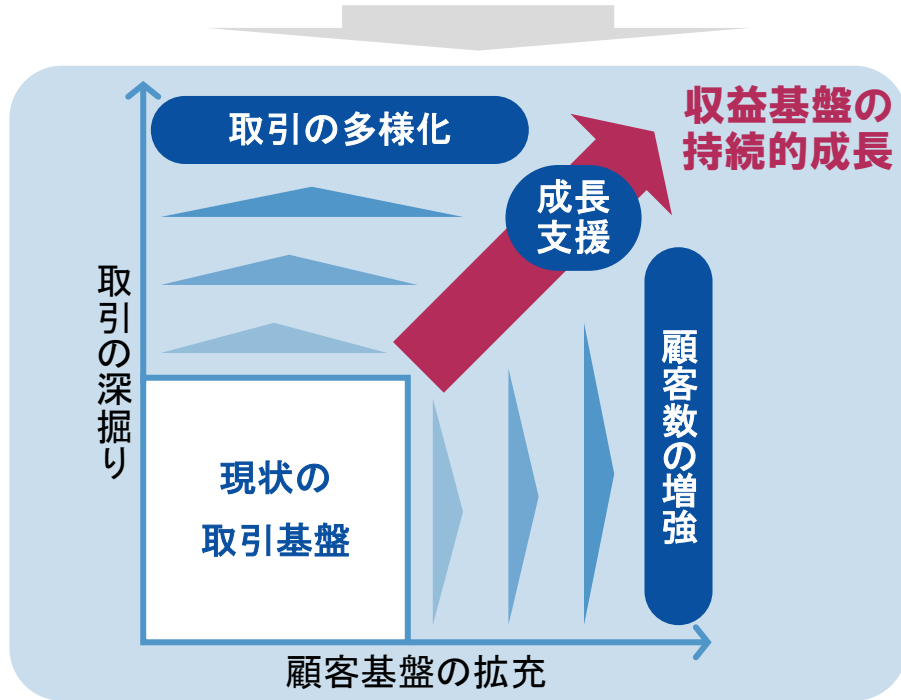 収益基盤の
持続的成長
取引の多様化
成長
支援
取引の深掘り
顧客数の増強
現状の
取引基盤
顧客基盤の拡充